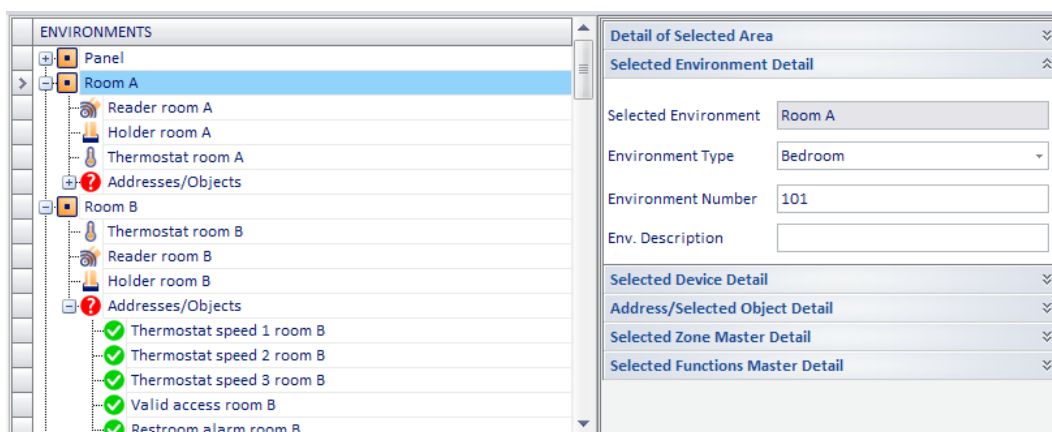 ENVIRONMENTS
Panel
Room A
Reader room A
Holder room A
Thermostat room A
Addresses/Objects
Room B
Thermostat room B
Reader room B
Holder room B
Addresses/Objects
Thermostat speed 1 room B
Thermostat speed 2 room B
Thermostat speed 3 room B
Valid access room B
Restroom alarm room B
Detail of Selected Area
Selected Environment Detail
Selected Environment Room A
Environment Type Bedroom
Environment Number 101
Env. Description
Selected Device Detail
Address/Selected Object Detail
Selected Zone Master Detail
Selected Functions Master Detail